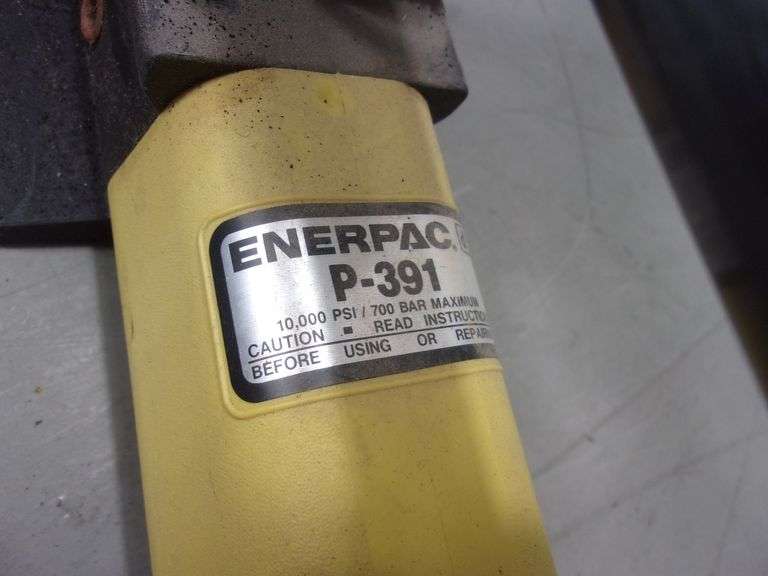 ENERPAC
P-391
10,000 PSI / 700 BAR MAXIMUM
CAUTION ▪ READ
BEFORE USING OR